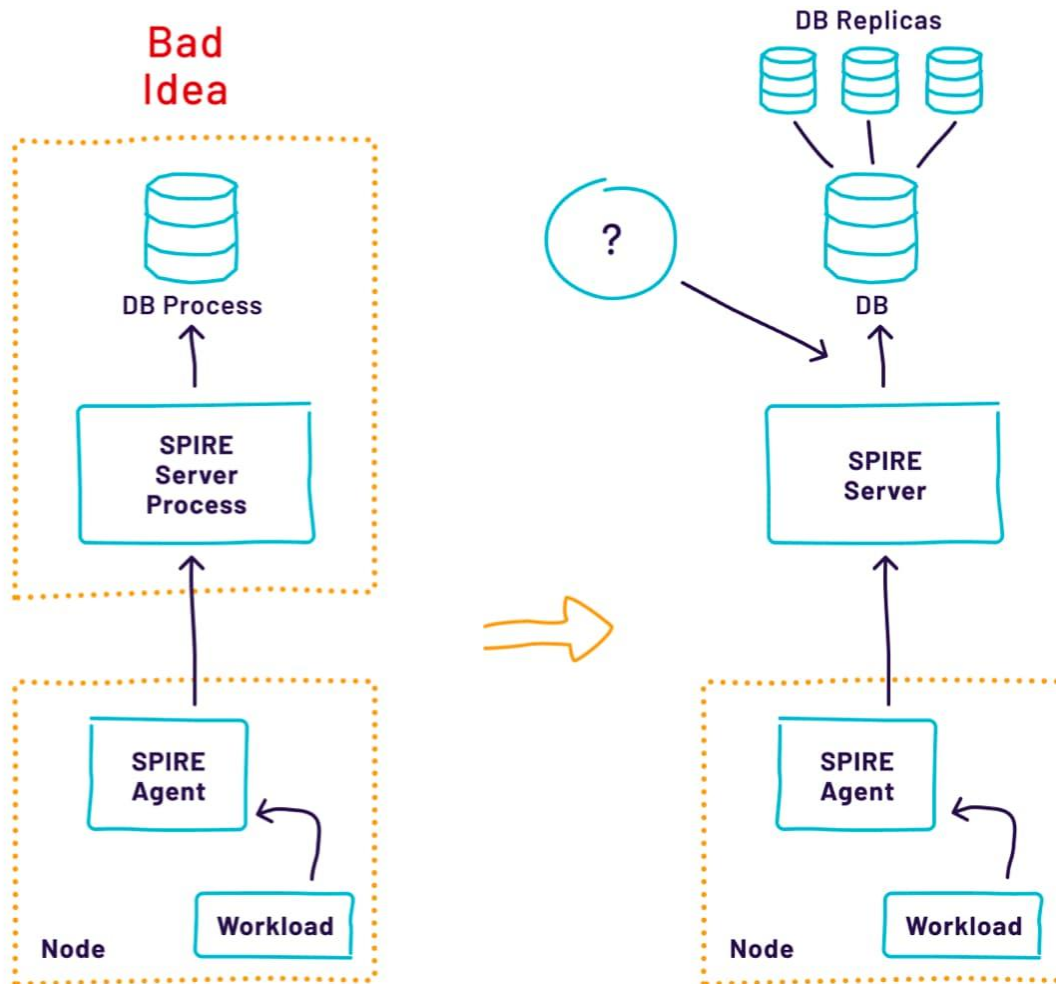 Bad
Idea
DB Process
SPIRE
Server
Process
SPIRE
Agent
Workload
Node
DB Replicas
?
DB
SPIRE
Server
SPIRE
Agent
Workload
Node